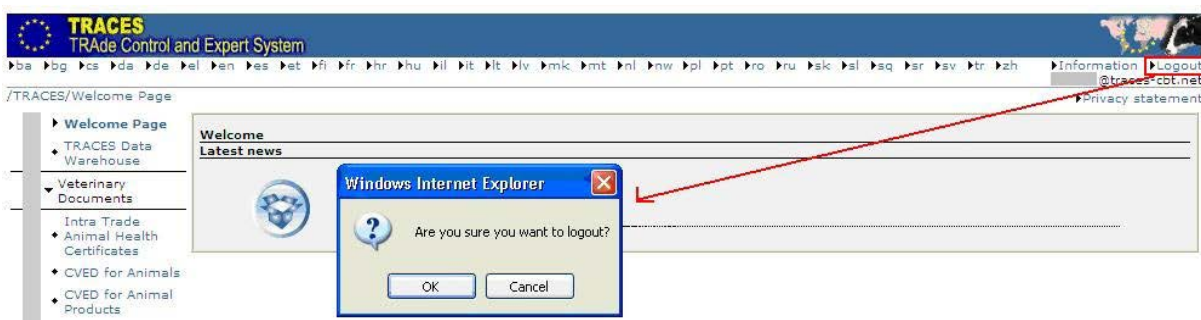 TRACES
TRAde Control and Expert System
ba bg cs da de el en es et fi fr hr hu il it lt lv mk mt nl nw pl pt ro ru sk sl sq sr sv tr zh
Information Logout
@traces-cbt.net
/TRACES/Welcome Page
Privacy statement
Welcome Page
TRACES Data
Warehouse
Veterinary
Documents
Intra Trade
Animal Health
Certificates
CVED for Animals
CVED for Animal
Products
Welcome
Latest news
Windows Internet Explorer
Are you sure you want to logout?
OK Cancel